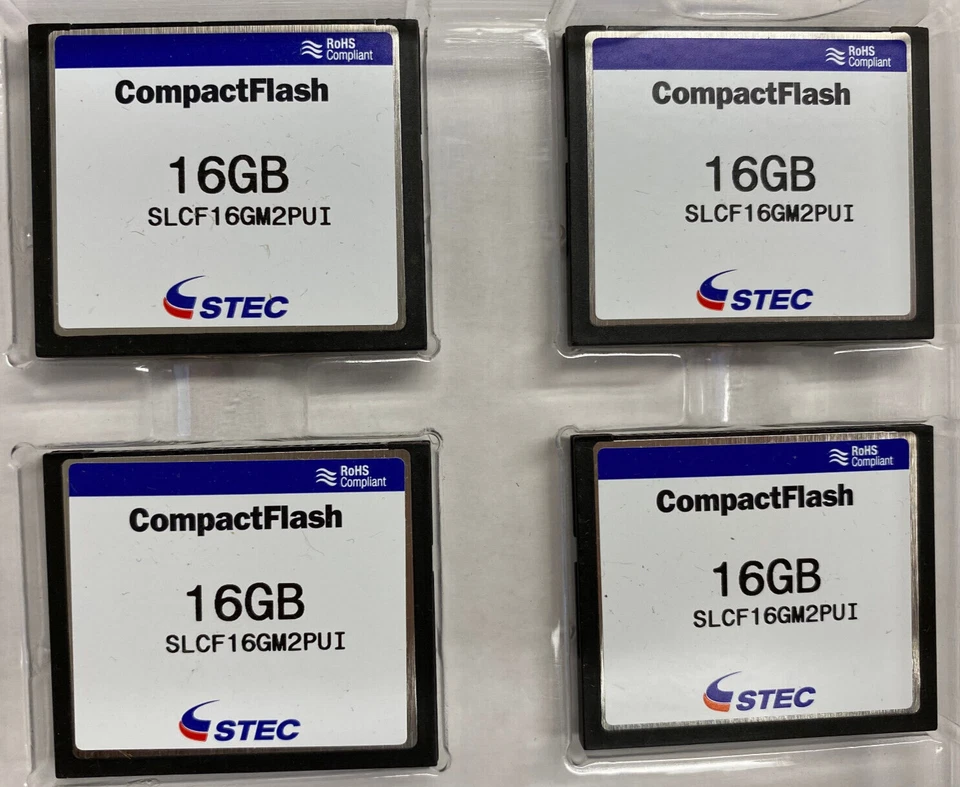 RoHS
Compliant
CompactFlash
16GB
SLCF16GM2PUI
STEC
RoHS
Compliant
CompactFlash
16GB
SLCF16GM2PUI
STEC
RoHS
Compliant
CompactFlash
16GB
SLCF16GM2PUI
STEC
RoHS
Compliant
CompactFlash
16GB
SLCF16GM2PUI
STEC